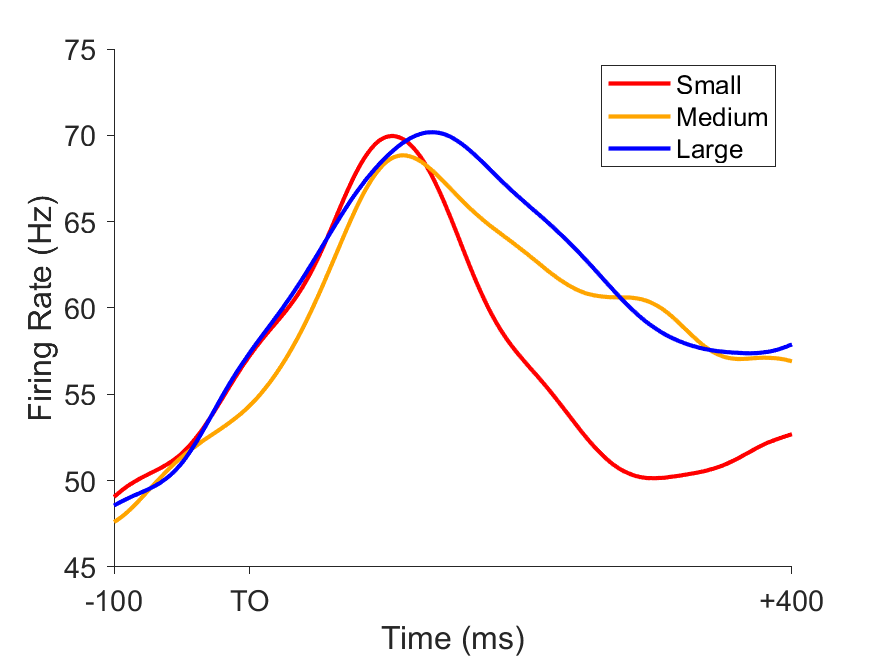 75
70
65
60
55
50
45
Firing Rate (Hz)
Small
Medium
Large
-100
TO
+400
Time (ms)